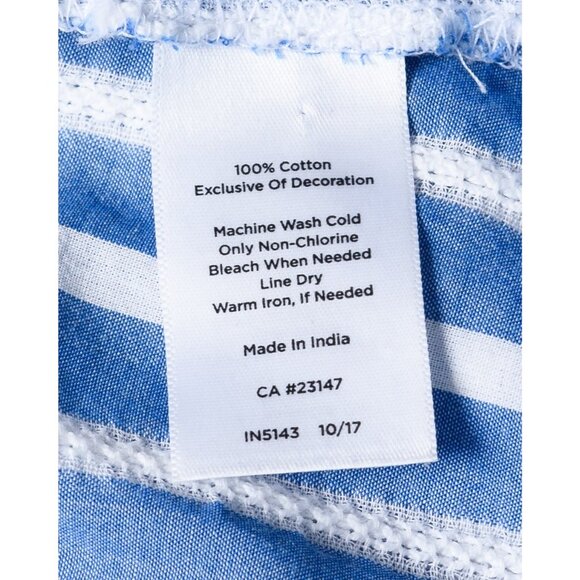 100% Cotton
Exclusive Of Decoration
Machine Wash Cold
Only Non-Chlorine
Bleach When Needed
Line Dry
Warm Iron, If Needed
Made In India
CA #23147
IN5143 10/17